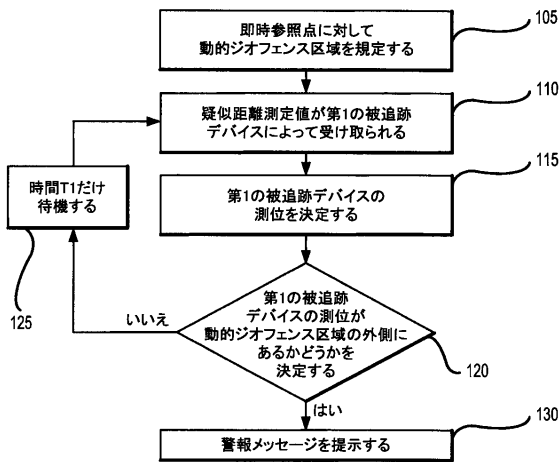 即時参照点に対して
動的ジオフェンス区域を規定する
105
疑似距離測定値が第1の被追跡
デバイスによって受け取られる
110
第1の被追跡デバイスの
測位を決定する
115
時間T1だけ
待機する
125
第1の被追跡
デバイスの測位が
動的ジオフェンス区域の外側に
あるかどうかを
決定する
120
いいえ
はい
警報メッセージを提示する
130